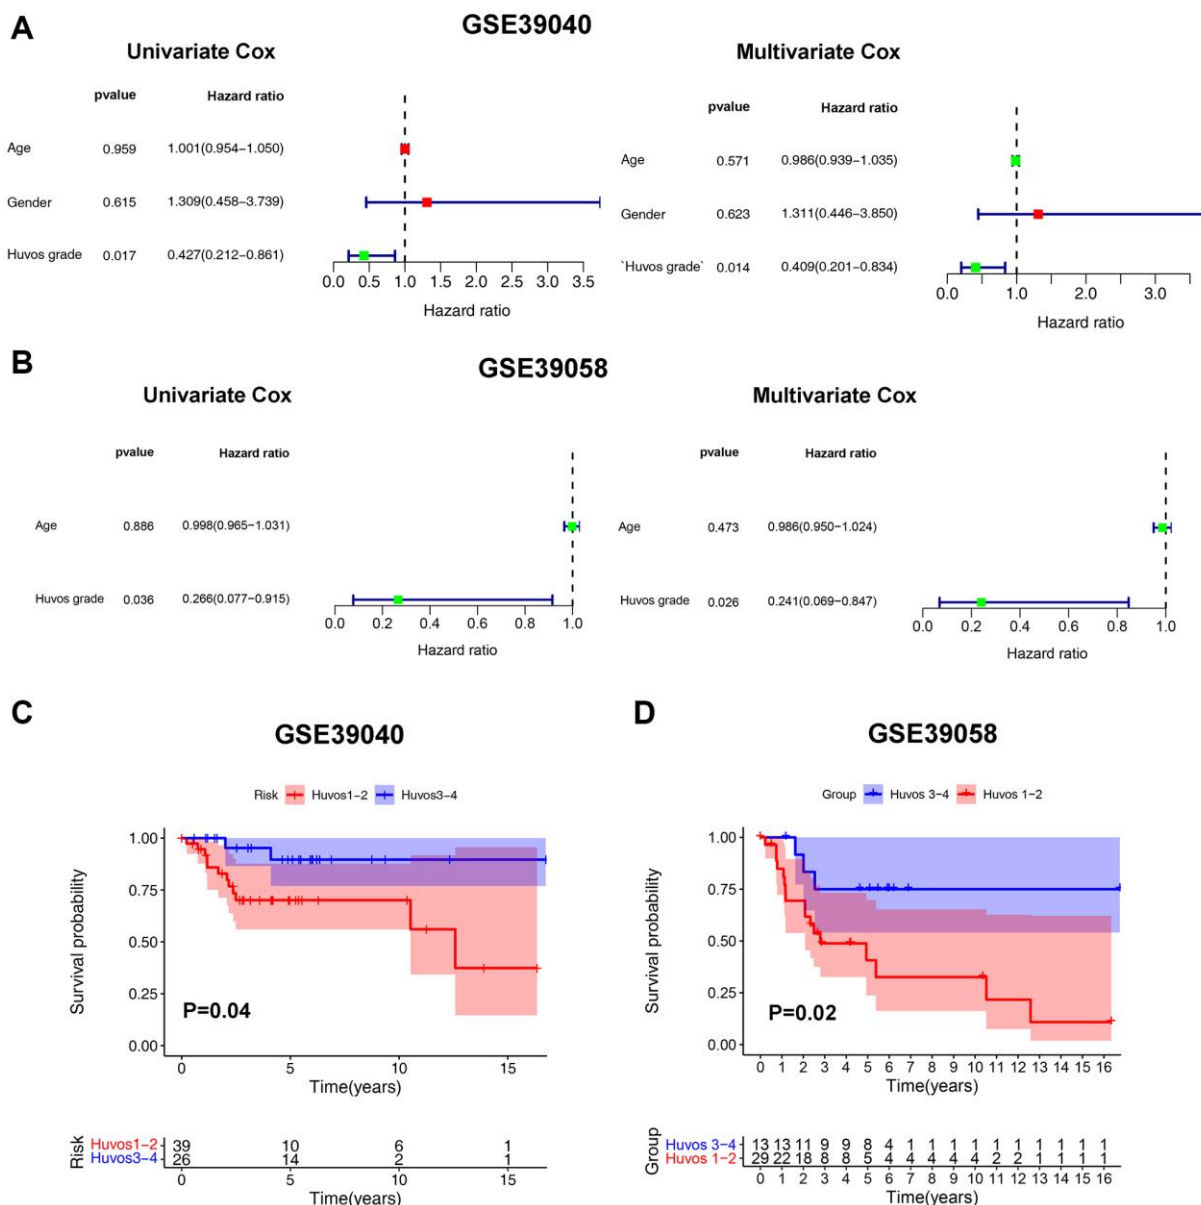 A
GSE39040
Univariate Cox
pvalue Hazard ratio
Age 0.959 1.001(0.954−1.050)
Gender 0.615 1.309(0.458−3.739)
Huvos grade 0.017 0.427(0.212−0.861)
0.0 0.5 1.0 1.5 2.0 2.5 3.0 3.5
Hazard ratio
Multivariate Cox
pvalue Hazard ratio
Age 0.571 0.986(0.939−1.035)
Gender 0.623 1.311(0.446−3.850)
`Huvos grade` 0.014 0.409(0.201−0.834)
0.0 1.0 2.0 3.0
Hazard ratio
B
GSE39058
Univariate Cox
pvalue Hazard ratio
Age 0.886 0.998(0.965−1.031)
Huvos grade 0.036 0.266(0.077−0.915)
0.0 0.2 0.4 0.6 0.8 1.0
Hazard ratio
Multivariate Cox
pvalue Hazard ratio
Age 0.473 0.986(0.950−1.024)
Huvos grade 0.026 0.241(0.069−0.847)
0.0 0.2 0.4 0.6 0.8 1.0
Hazard ratio
C
GSE39040
Risk Huvos1−2 Huvos3−4
Survival probability
1.00
0.75
0.50
0.25
0.00
P=0.04
0 5 10 15
Time(years)
Risk
Huvos1−2 39 10 6 1
Huvos3−4 26 14 2 1
0 5 10 15
Time(years)
D
GSE39058
Group Huvos 3−4 Huvos 1−2
Survival probability
1.00
0.75
0.50
0.25
0.00
P=0.02
0 1 2 3 4 5 6 7 8 9 10 11 12 13 14 15 16
Time(years)
Group
Huvos 3−4 13 13 11 9 9 8 4 1 1 1 1 1 1 1 1 1 1
Huvos 1−2 29 22 18 8 8 5 4 4 4 4 4 2 2 1 1 1 1
0 1 2 3 4 5 6 7 8 9 10 11 12 13 14 15 16
Time(years)